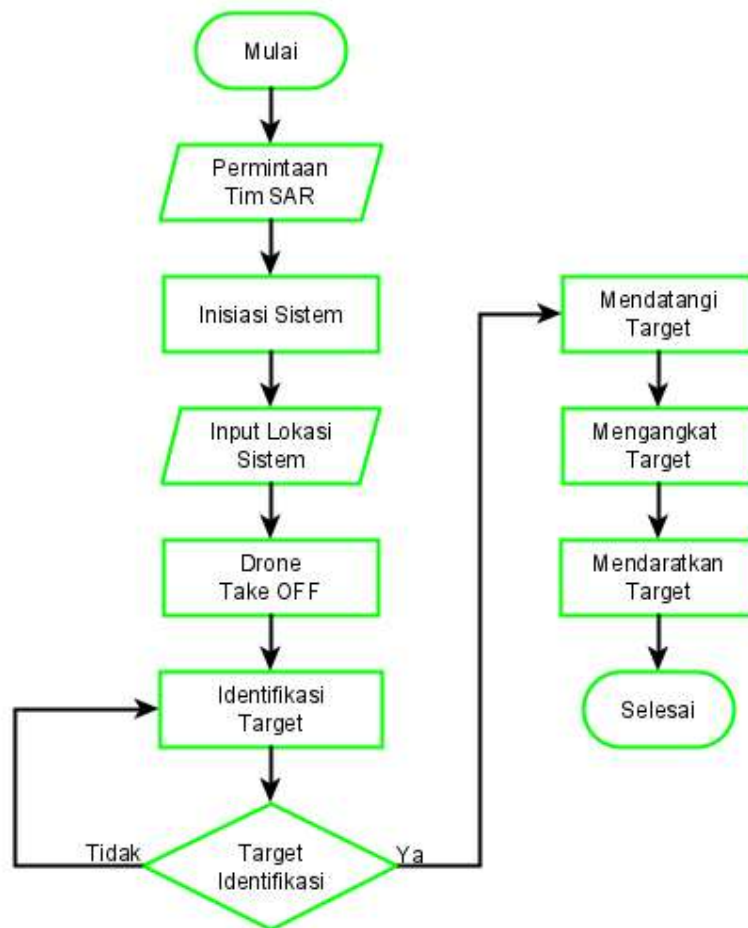 Mulai
Permintaan
Tim SAR
Inisiasi Sistem
Input Lokasi
Sistem
Drone
Take OFF
Identifikasi
Target
Target
Identifikasi
Tidak
Ya
Mendatangi
Target
Mengangkat
Target
Mendaratkan
Target
Selesai